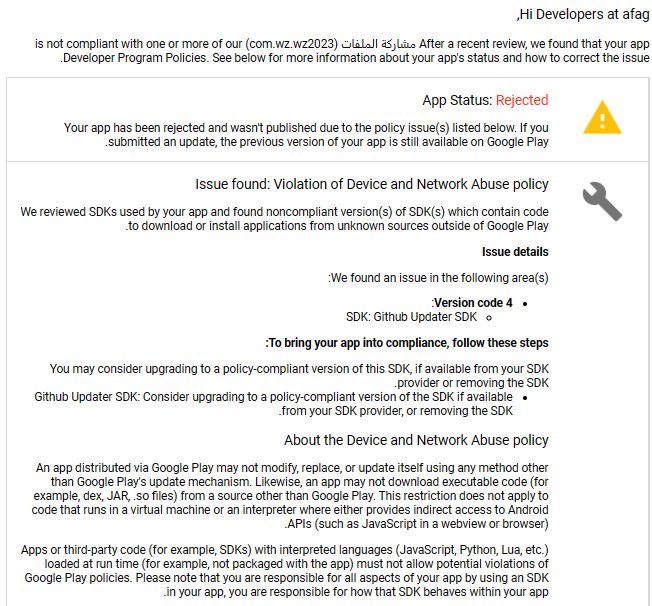 Hi Developers at afag,
After a recent review, we found that your app مشاركة الملفات (com.wz.wz2023) is not compliant with one or more of our
Developer Program Policies. See below for more information about your app's status and how to correct the issue.
App Status: Rejected
Your app has been rejected and wasn't published due to the policy issue(s) listed below. If you
submitted an update, the previous version of your app is still available on Google Play.
Issue found: Violation of Device and Network Abuse policy
We reviewed SDKs used by your app and found noncompliant version(s) of SDK(s) which contain code
to download or install applications from unknown sources outside of Google Play.
Issue details
We found an issue in the following area(s):
• Version code 4:
o SDK: Github Updater SDK
To bring your app into compliance, follow these steps:
You may consider upgrading to a policy-compliant version of this SDK, if available from your SDK
provider or removing the SDK.
• Github Updater SDK: Consider upgrading to a policy-compliant version of the SDK if available
from your SDK provider, or removing the SDK.
About the Device and Network Abuse policy
An app distributed via Google Play may not modify, replace, or update itself using any method other
than Google Play's update mechanism. Likewise, an app may not download executable code (for
example, dex, JAR, .so files) from a source other than Google Play. This restriction does not apply to
code that runs in a virtual machine or an interpreter where either provides indirect access to Android
APIs (such as JavaScript in a webview or browser).
Apps or third-party code (for example, SDKs) with interpreted languages (JavaScript, Python, Lua, etc.)
loaded at run time (for example, not packaged with the app) must not allow potential violations of
Google Play policies. Please note that you are responsible for all aspects of your app by using an SDK
in your app, you are responsible for how that SDK behaves within your app.